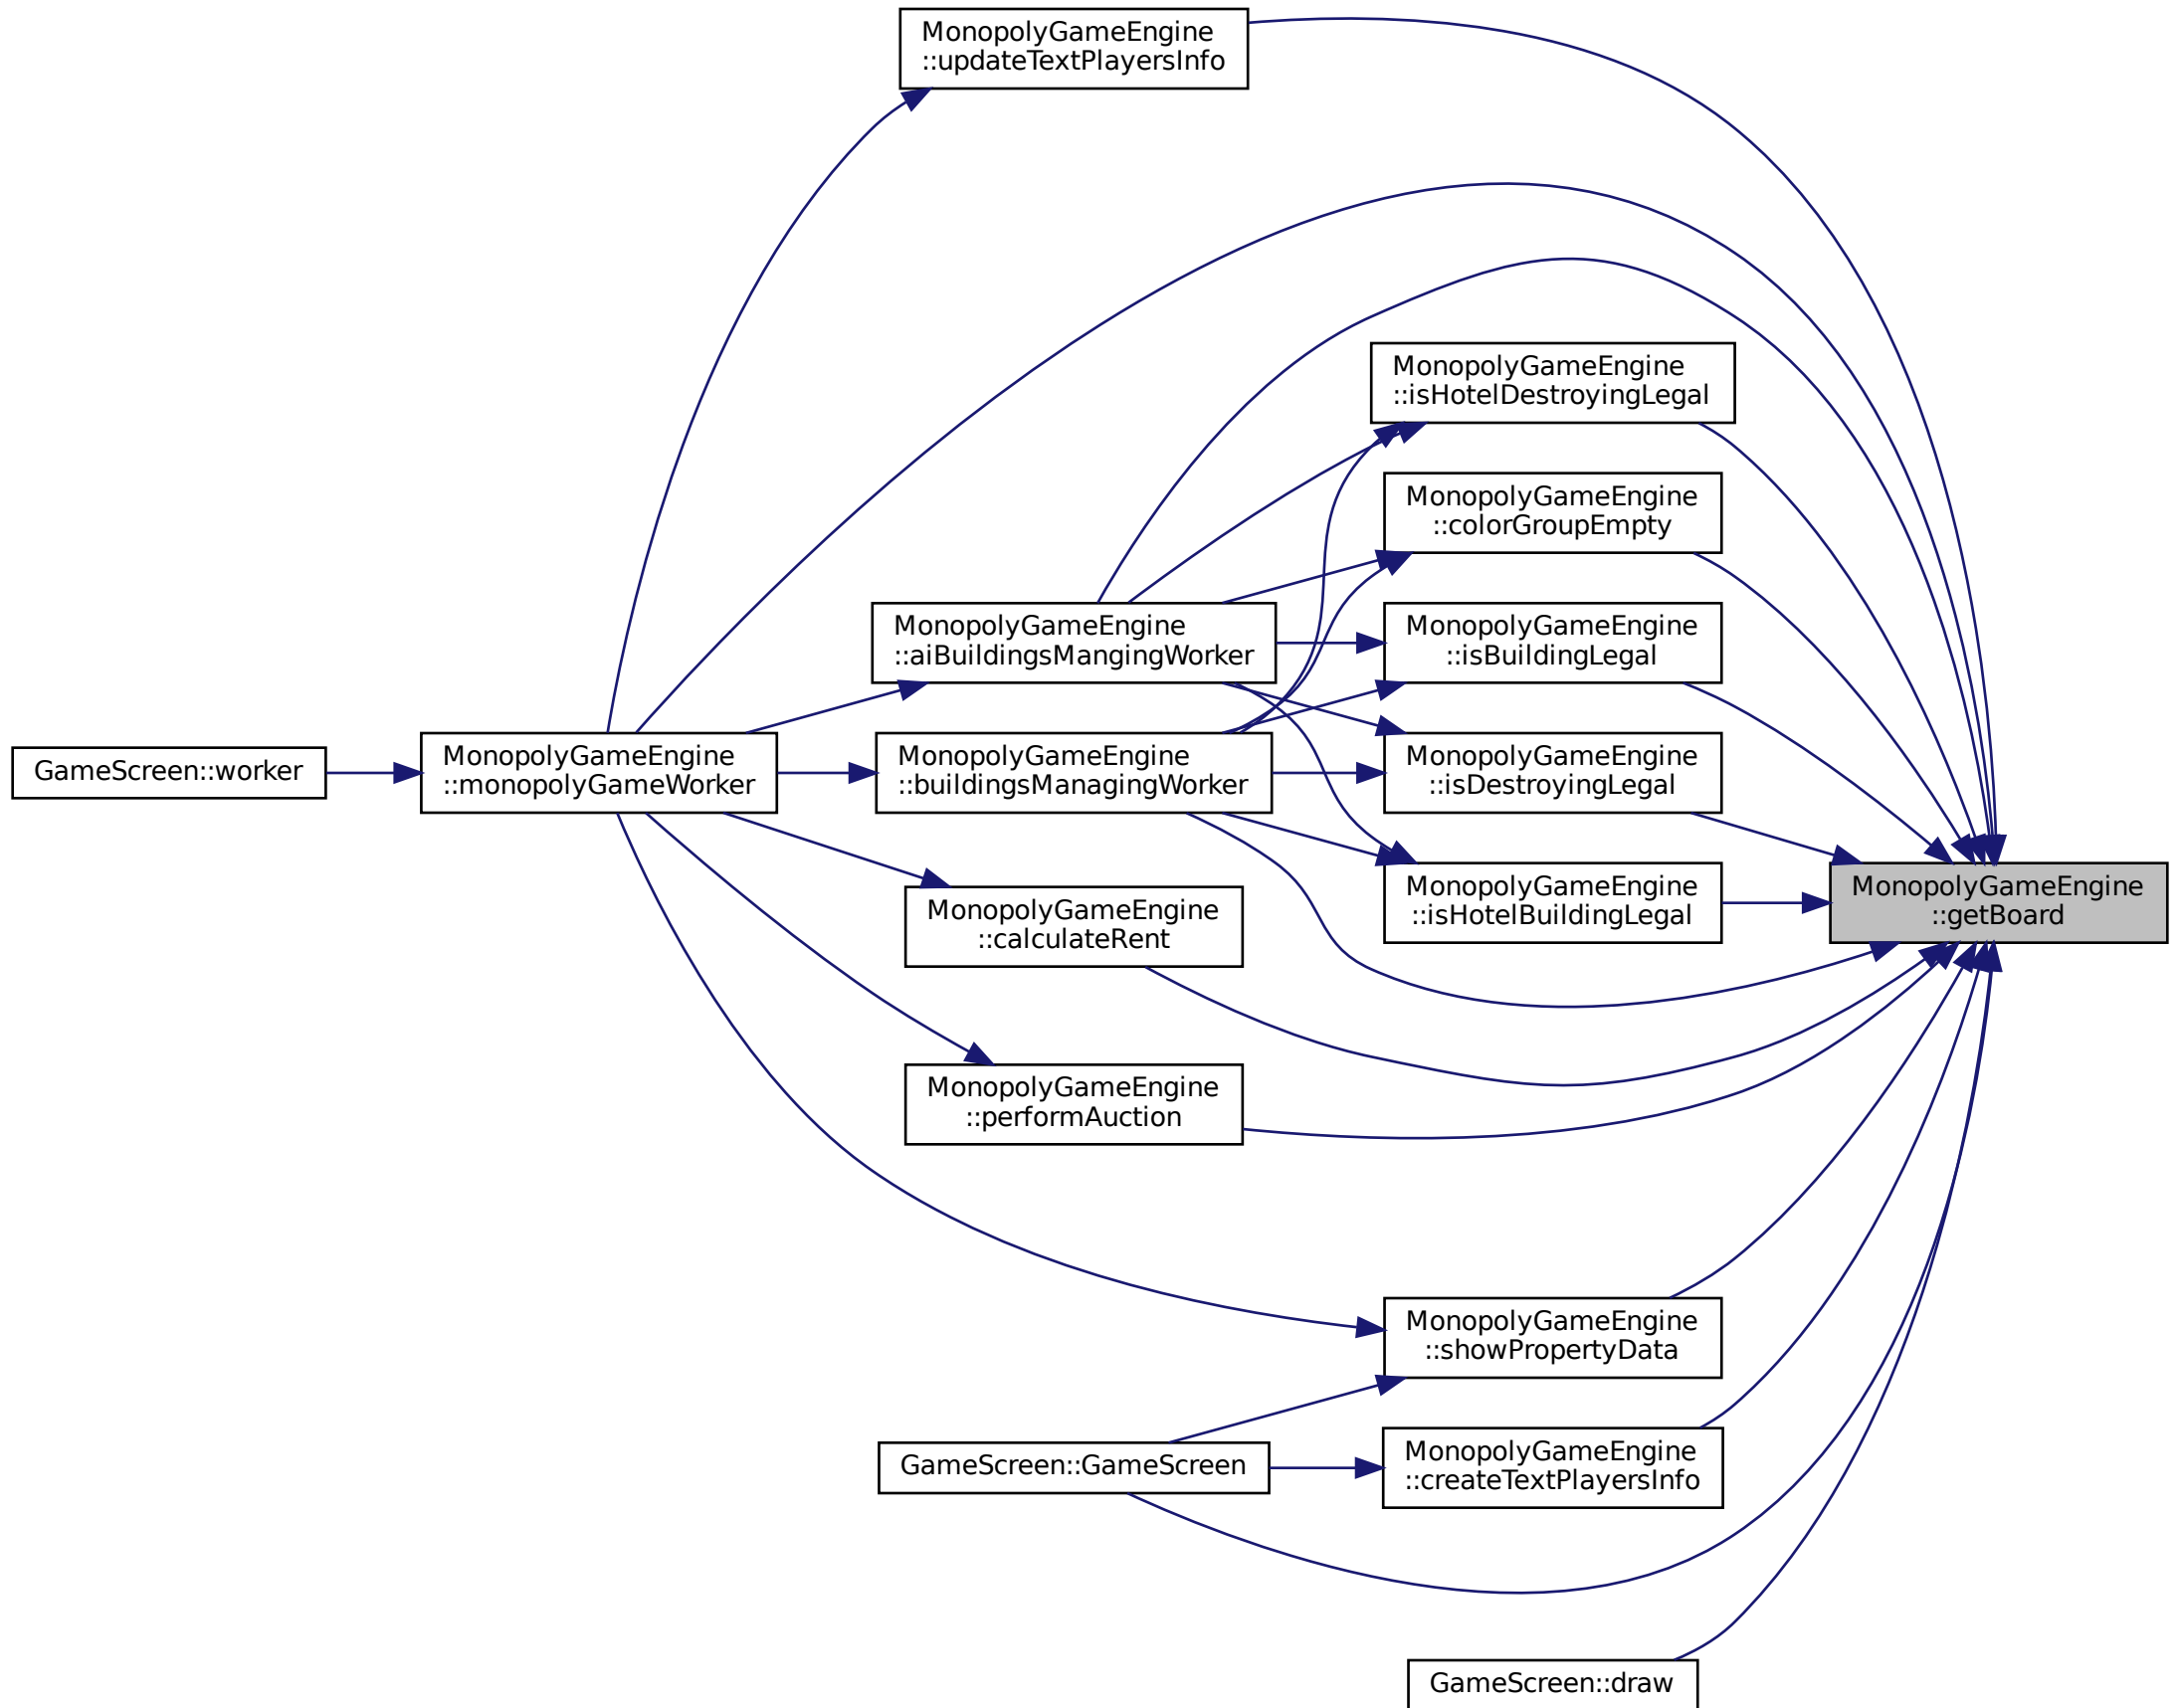 MonopolyGameEngine
::updateTextPlayersInfo
MonopolyGameEngine
::isHotelDestroyingLegal
MonopolyGameEngine
::colorGroupEmpty
MonopolyGameEngine
::aiBuildingsMangingWorker
MonopolyGameEngine
::isBuildingLegal
GameScreen::worker
MonopolyGameEngine
::monopolyGameWorker
MonopolyGameEngine
::buildingsManagingWorker
MonopolyGameEngine
::isDestroyingLegal
MonopolyGameEngine
::calculateRent
MonopolyGameEngine
::isHotelBuildingLegal
MonopolyGameEngine
::getBoard
MonopolyGameEngine
::performAuction
MonopolyGameEngine
::showPropertyData
GameScreen::GameScreen
MonopolyGameEngine
::createTextPlayersInfo
GameScreen::draw